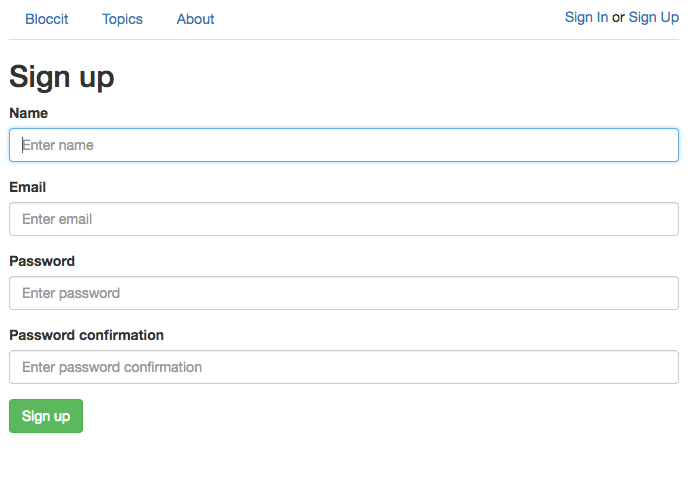 Bloccit Topics About Sign In or Sign Up
Sign up
Name
Enter name
Email
Enter email
Password
Enter password
Password confirmation
Enter password confirmation
Sign up